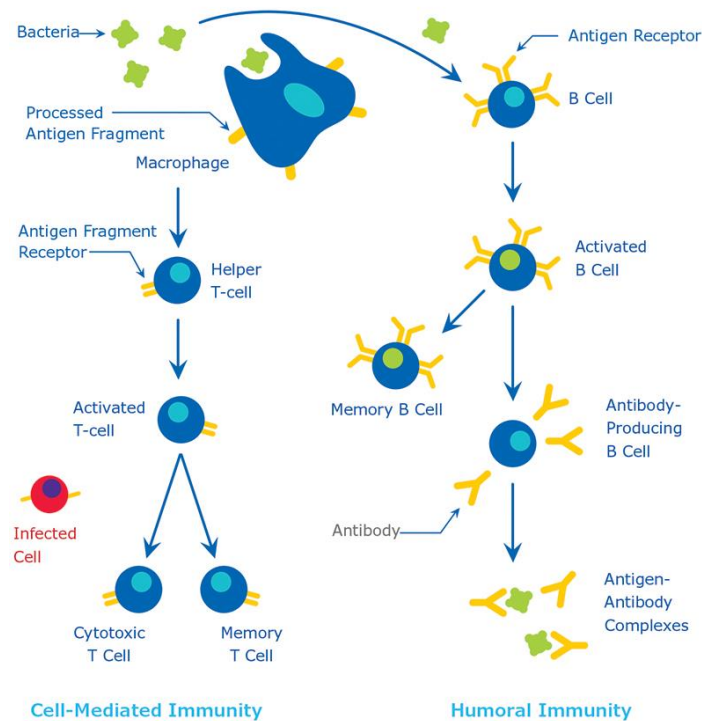 Bacteria
Antigen Receptor
B Cell
Processed
Antigen Fragment
Macrophage
Antigen Fragment
Receptor
Helper
T-cell
Activated
B Cell
Memory B Cell
Activated
T-cell
Antibody-
Producing
B Cell
Infected
Cell
Antibody
Cytotoxic
T Cell
Memory
T Cell
Antigen-
Antibody
Complexes
Cell-Mediated Immunity
Humoral Immunity